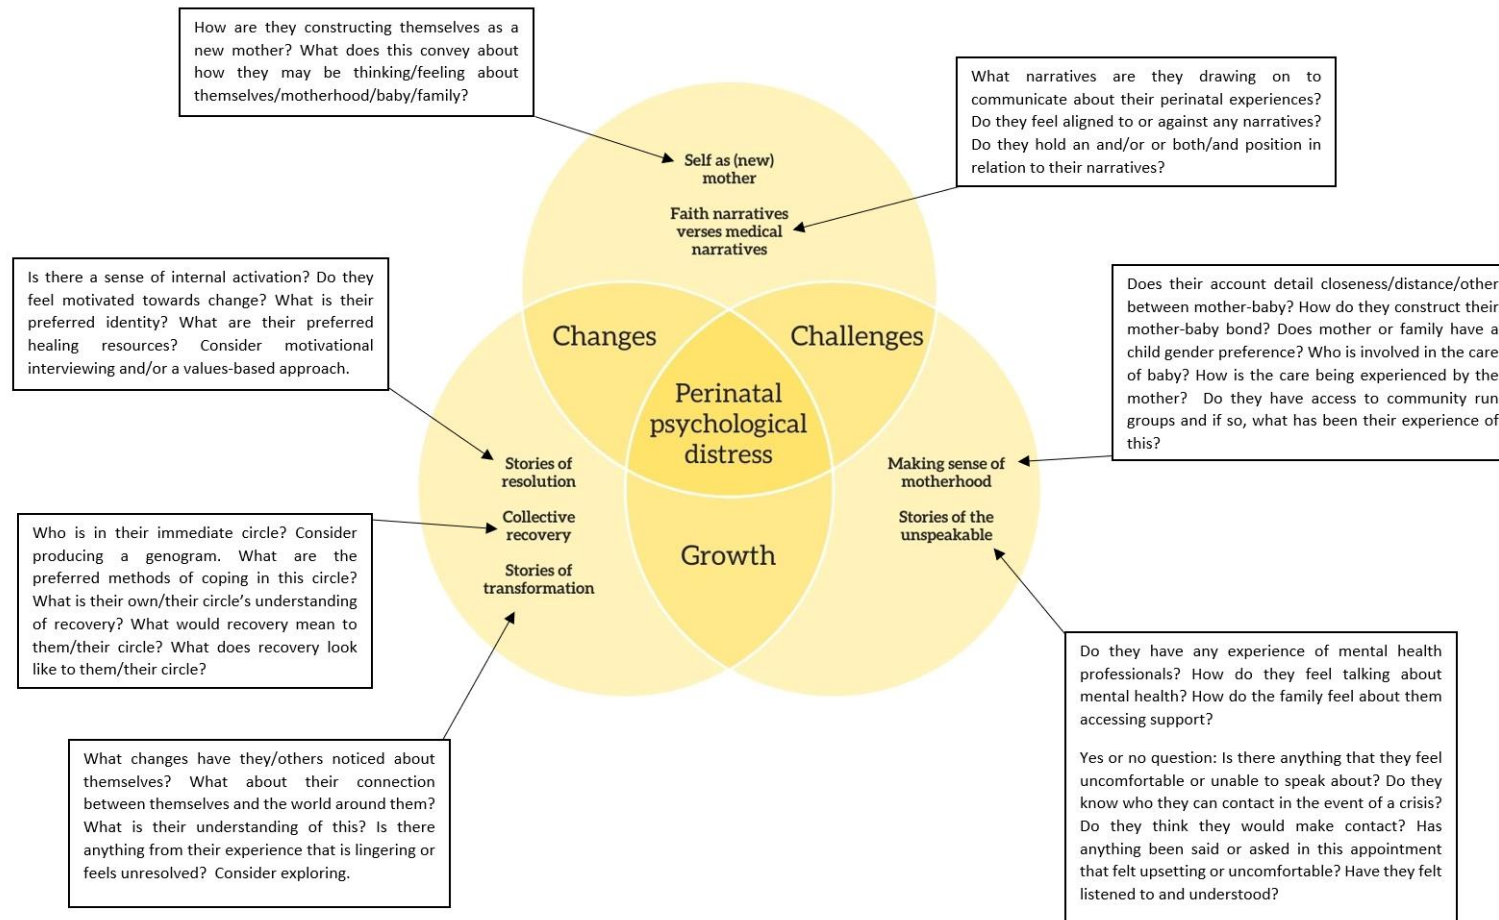 How are they constructing themselves as a
new mother? What does this convey about
how they may be thinking/feeling about
themselves/motherhood/baby/family?
What narratives are they drawing on to
communicate about their perinatal experiences?
Do they feel aligned to or against any narratives?
Do they hold an and/or or both/and position in
relation to their narratives?
Self as (new)
mother
Faith narratives
verses medical
narratives
Is there a sense of internal activation? Do they
feel motivated towards change? What is their
preferred identity? What are their preferred
healing resources? Consider motivational
interviewing and/or a values-based approach.
Does their account detail closeness/distance/other
between mother-baby? How do they construct their
mother-baby bond? Does mother or family have a
child gender preference? Who is involved in the care
of baby? How is the care being experienced by the
mother? Do they have access to community run
groups and if so, what has been their experience of
this?
Changes
Challenges
Perinatal
psychological
distress
Stories of
resolution
Collective
recovery
Stories of
transformation
Making sense of
motherhood
Stories of the
unspeakable
Growth
Who is in their immediate circle? Consider
producing a genogram. What are the
preferred methods of coping in this circle?
What is their own/their circle's understanding
of recovery? What would recovery mean to
them/their circle? What does recovery look
like to them/their circle?
Do they have any experience of mental health
professionals? How do they feel talking about
mental health? How do the family feel about them
accessing support?
Yes or no question: Is there anything that they feel
uncomfortable or unable to speak about? Do they
know who they can contact in the event of a crisis?
Do they think they would make contact? Has
anything been said or asked in this appointment
that felt upsetting or uncomfortable? Have they felt
listened to and understood?
What changes have they/others noticed about
themselves? What about their connection
between themselves and the world around them?
What is their understanding of this? Is there
anything from their experience that is lingering or
feels unresolved? Consider exploring.